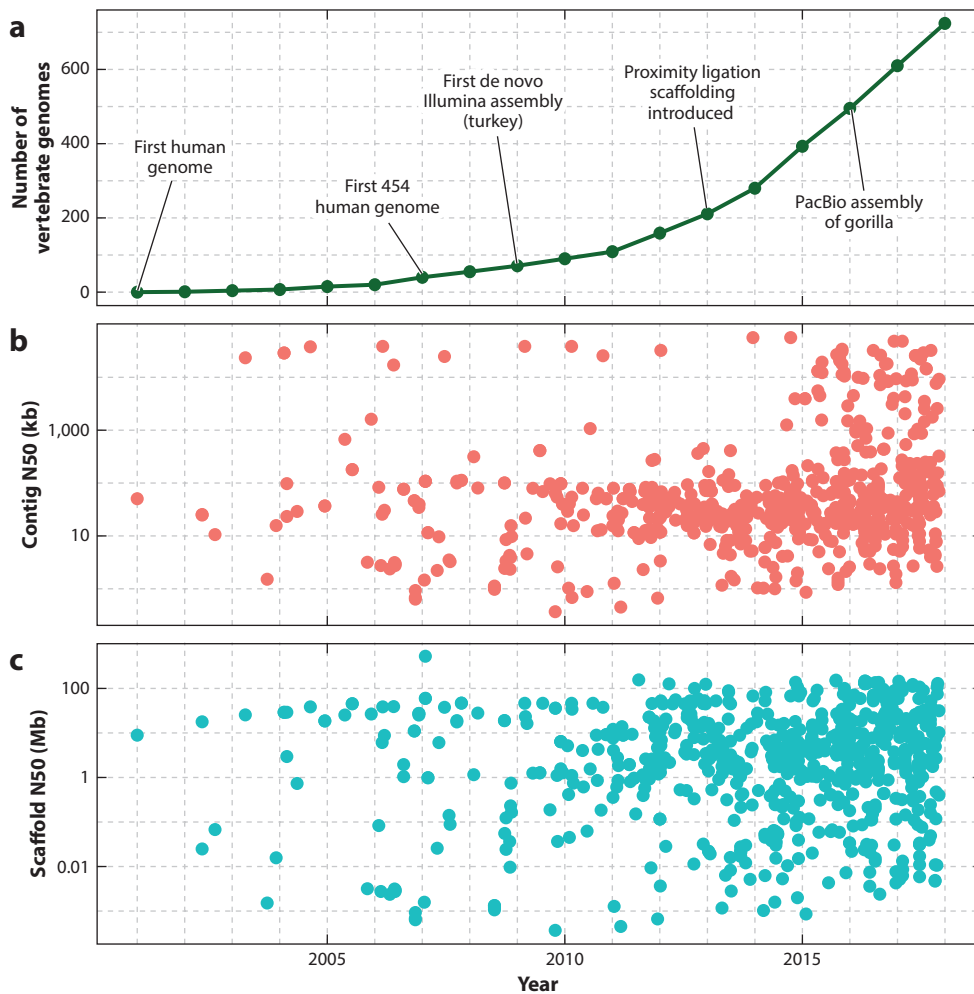 a
Number of
vertebrate genomes
600
400
200
0
First human
genome
First 454
human genome
First de novo
Illumina assembly
(turkey)
Proximity ligation
scaffolding
introduced
PacBio assembly
of gorilla
b
Contig N50 (kb)
1,000
10
c
Scaffold N50 (Mb)
100
1
0.01
2005
2010
2015
Year